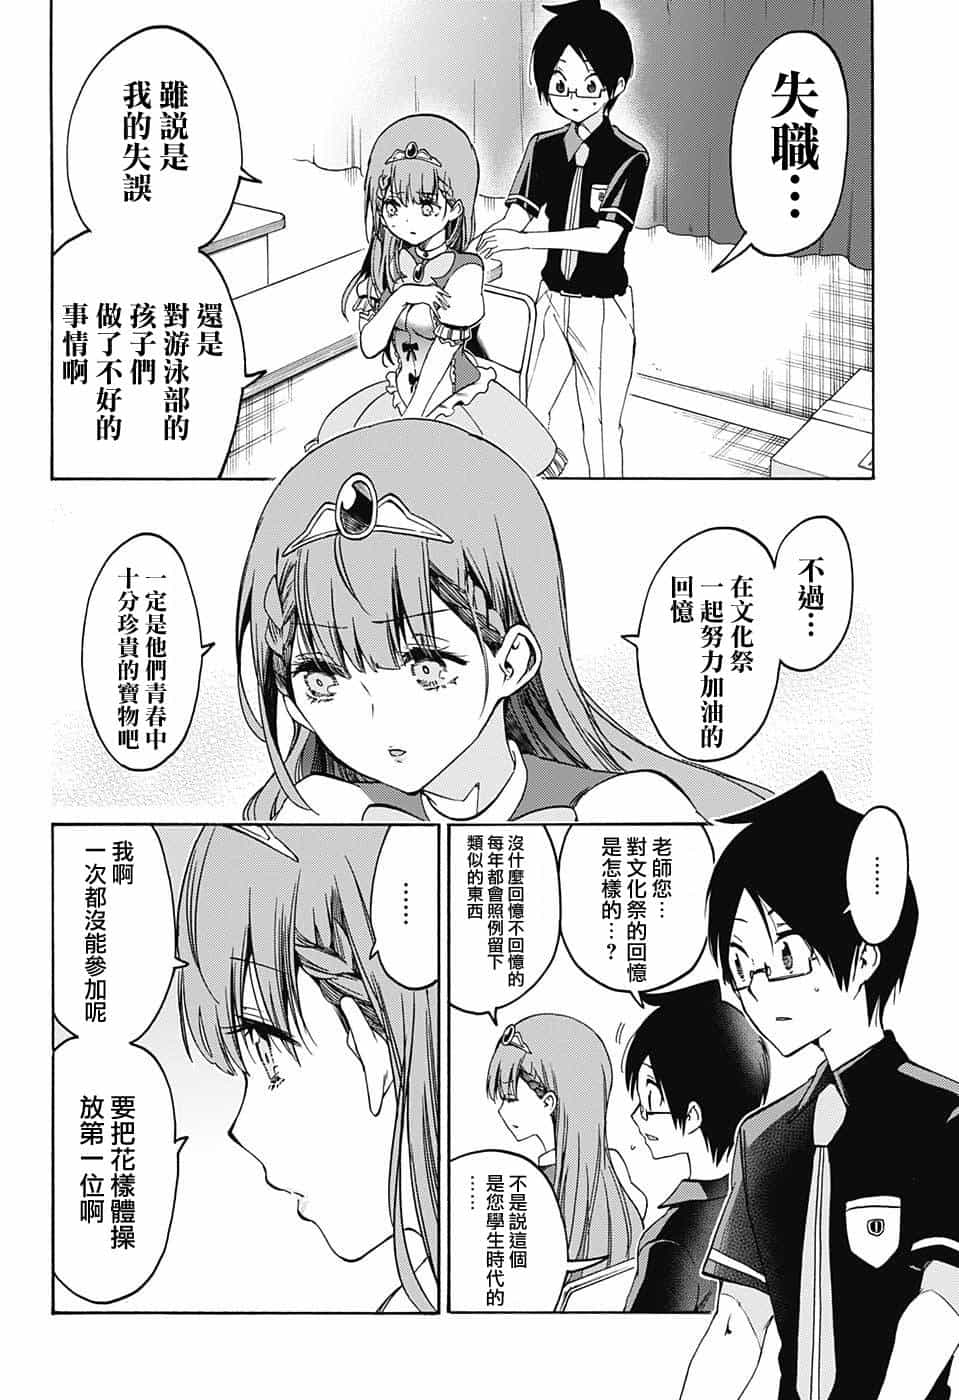 失職…
雖說是
我的失誤
還是
對游泳部的
孩子們
做了不好的
事情啊
不過…
在文化祭
一起努力加油的
回憶
一定是他們青春中
十分珍貴的寶物吧
……
老師您…
對文化祭的回憶
是怎樣的…?
沒什麼回憶不回憶的
每年都會照例留下
類似的東西
不是説這個
是您學生時代的
……
……
我啊
一次都沒能參加呢
要把花樣體操
放第一位啊